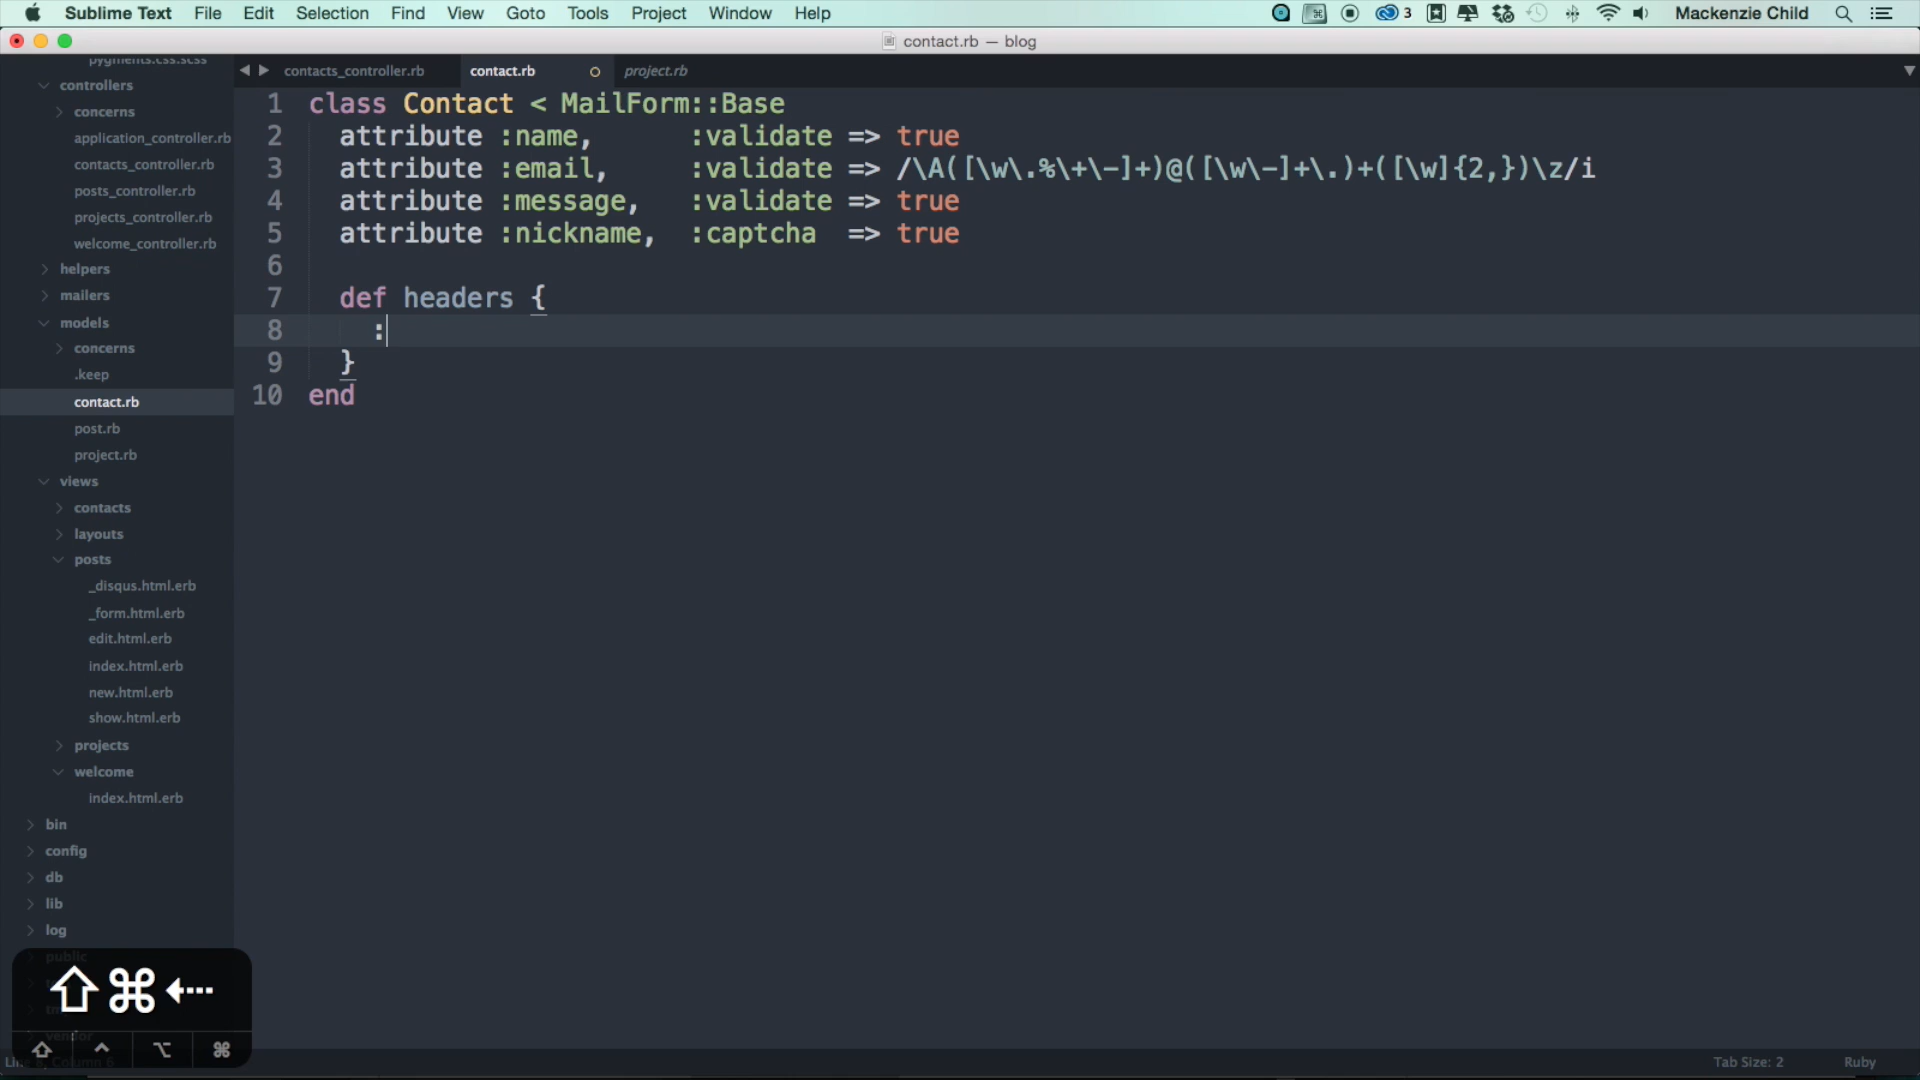 Sublime Text File Edit Selection Find View Goto Tools Project Window Help 3 Mackenzie Child
contact.rb — blog
pygments.css.scss
contacts_controller.rb contact.rb project.rb
controllers
concerns
application_controller.rb
contacts_controller.rb
posts_controller.rb
projects_controller.rb
welcome_controller.rb
helpers
mailers
models
concerns
.keep
contact.rb
post.rb
project.rb
views
contacts
layouts
posts
_disqus.html.erb
_form.html.erb
edit.html.erb
index.html.erb
new.html.erb
show.html.erb
projects
welcome
index.html.erb
bin
config
db
lib
log
public
vendor
1 class Contact < MailForm::Base
2 attribute :name, :validate => true
3 attribute :email, :validate => /\A([\w\.%\+\-]+)@([\w\-]+\.)+([\w]{2,})\z/i
4 attribute :message, :validate => true
5 attribute :nickname, :captcha => true
6
7 def headers {
8 :
9 }
10 end
⇧⌘⇠
⇧ ^ ⌥ ⌘
Tab Size: 2 Ruby